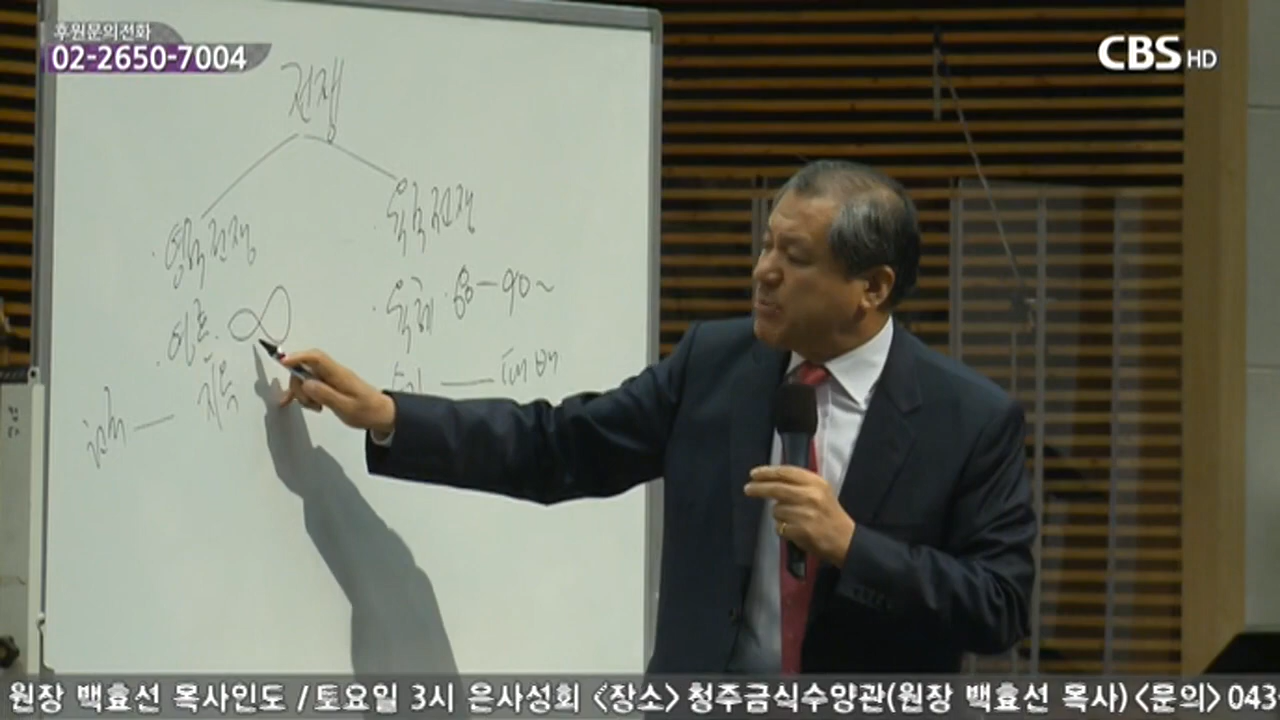 후원문의전화
02-2650-7004
CBS HD
전쟁
영적전쟁
육적전쟁
영혼
육체 80-90~
지옥
원장 백효선 목사인도 / 토요일 3시 은사성회 <장소> 청주금식수양관(원장 백효선 목사) <문의> 043